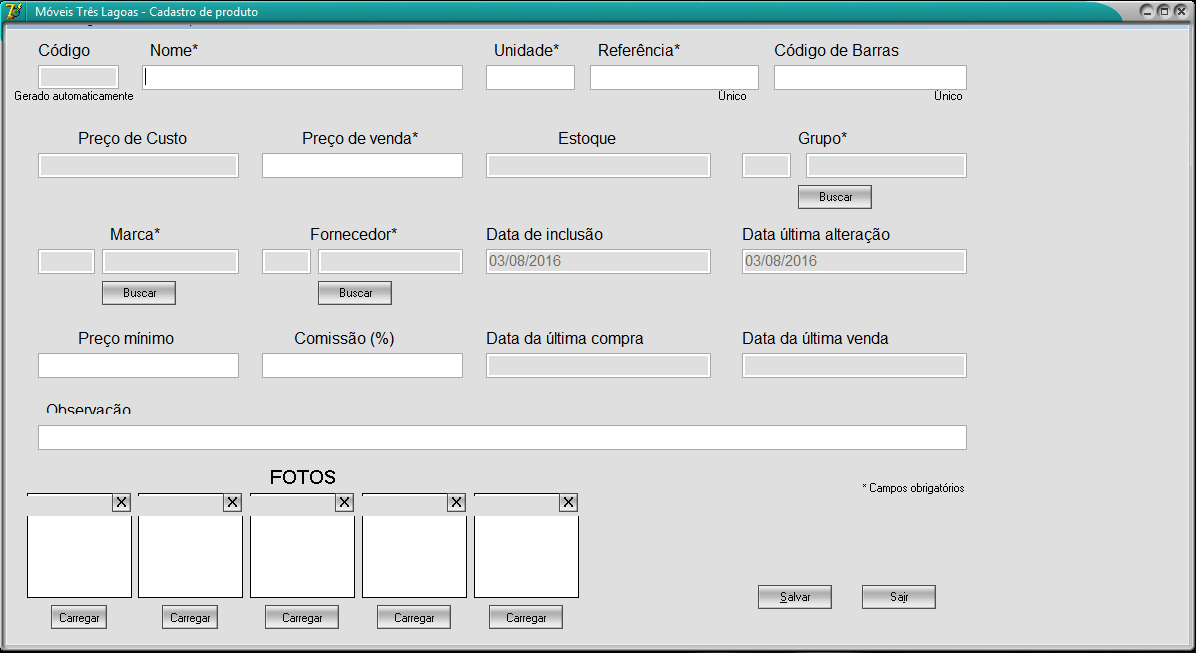 Móveis Três Lagoas - Cadastro de produto
Código Nome* Unidade* Referência* Código de Barras
Gerado automaticamente Único Único
Preço de Custo Preço de venda* Estoque Grupo*
Buscar
Marca* Fornecedor* Data de inclusão Data última alteração
03/08/2016 03/08/2016
Buscar Buscar
Preço mínimo Comissão (%) Data da última compra Data da última venda
Observação
FOTOS
* Campos obrigatórios
X X X X X
Salvar Sair
Carregar Carregar Carregar Carregar Carregar